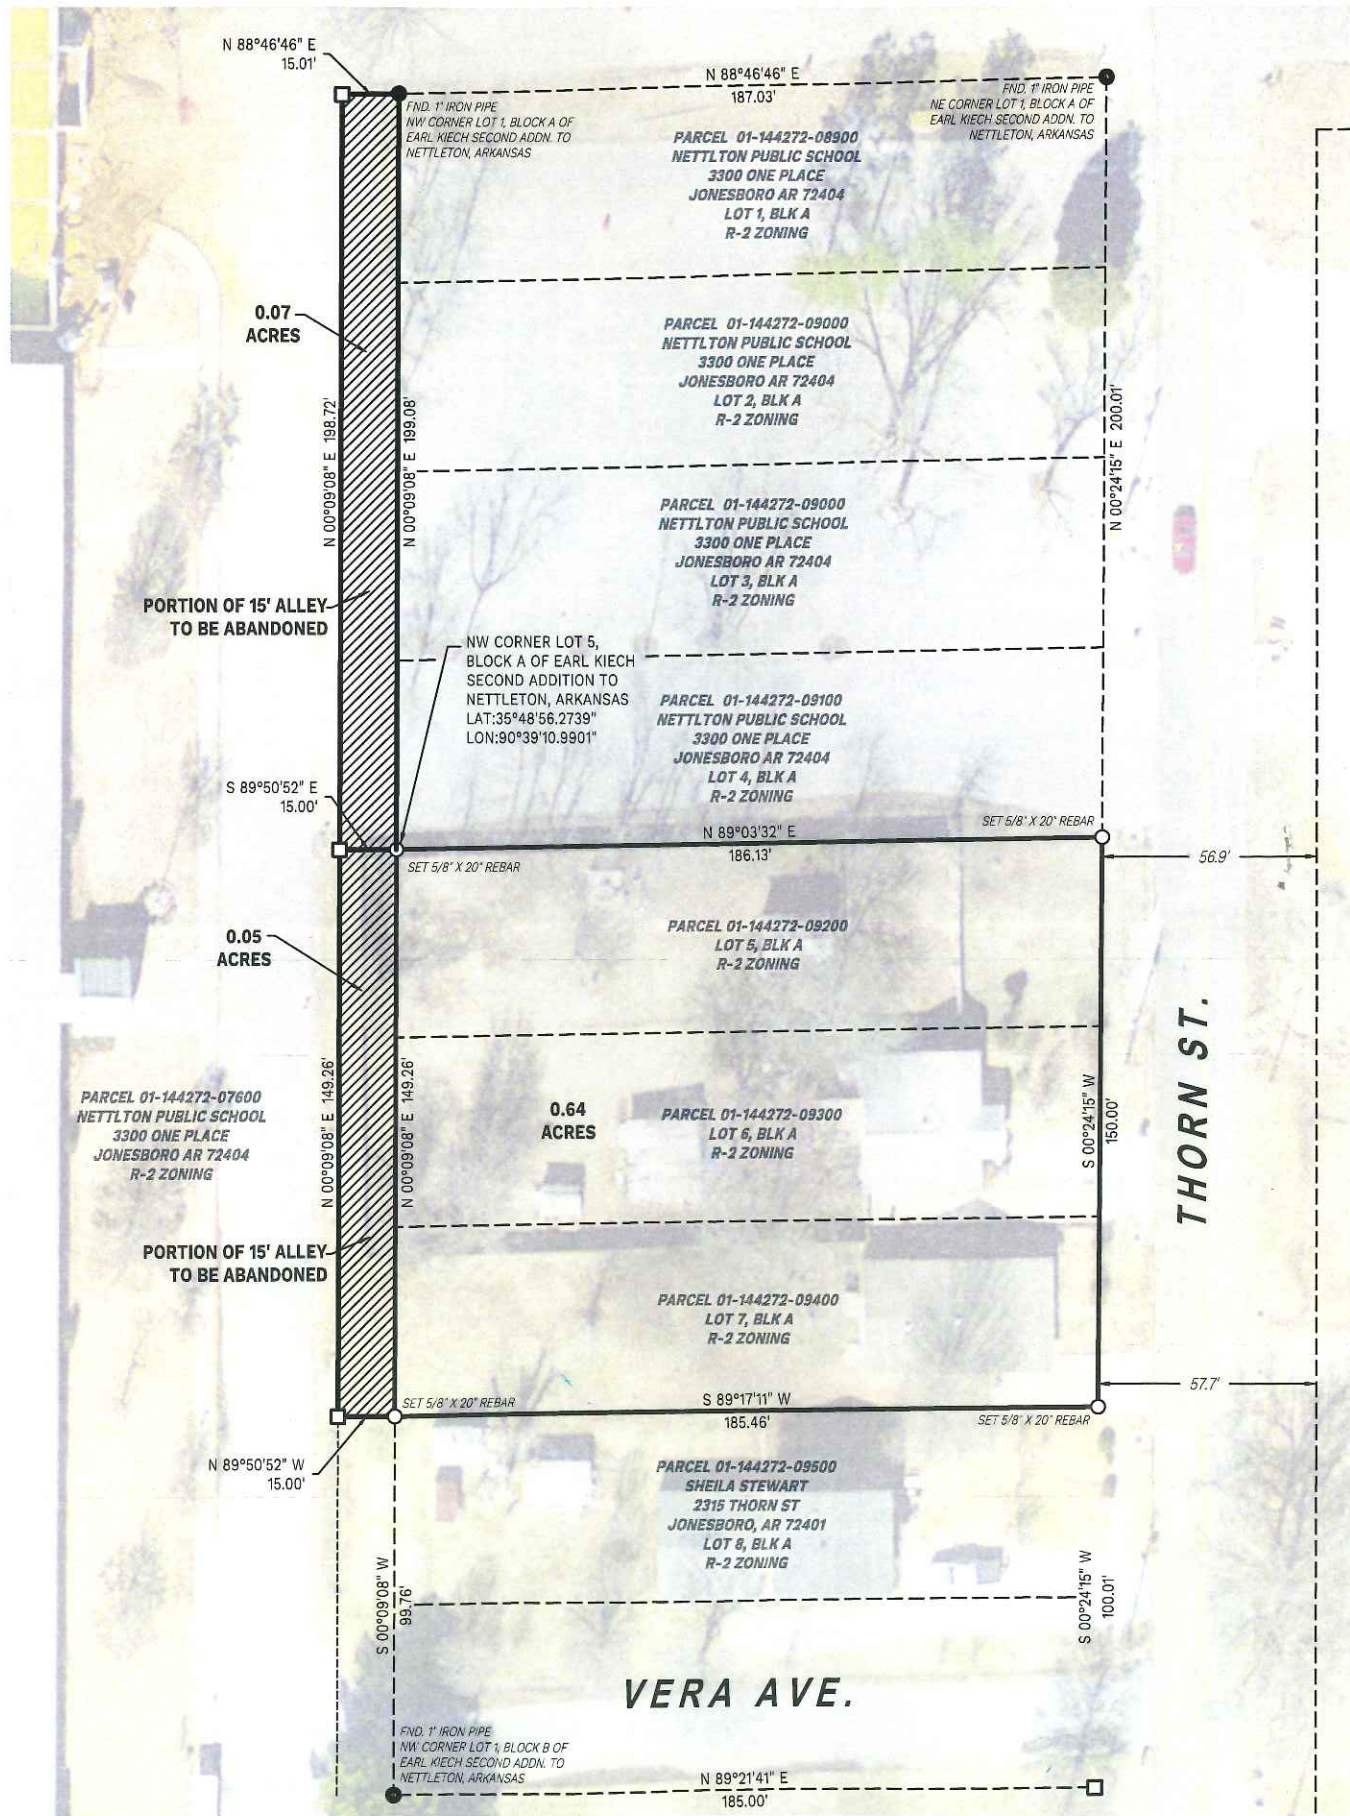 N 88°46'46" E
15.01'
N 88°46'46" E
187.03'
FND. 1" IRON PIPE
NW CORNER LOT 1, BLOCK A OF
EARL KIECH SECOND ADDN. TO
NETTLETON, ARKANSAS
FND. 1" IRON PIPE
NE CORNER LOT 1, BLOCK A OF
EARL KIECH SECOND ADDN. TO
NETTLETON, ARKANSAS
PARCEL 01-144272-08900
NETTLTON PUBLIC SCHOOL
3300 ONE PLACE
JONESBORO AR 72404
LOT 1, BLK A
R-2 ZONING
0.07
ACRES
PARCEL 01-144272-09000
NETTLTON PUBLIC SCHOOL
3300 ONE PLACE
JONESBORO AR 72404
LOT 2, BLK A
R-2 ZONING
N 00°09'08" E 198.72'
N 00°09'08" E 199.08'
N 00°24'15" E 200.01'
PARCEL 01-144272-09000
NETTLTON PUBLIC SCHOOL
3300 ONE PLACE
JONESBORO AR 72404
LOT 3, BLK A
R-2 ZONING
PORTION OF 15' ALLEY
TO BE ABANDONED
NW CORNER LOT 5,
BLOCK A OF EARL KIECH
SECOND ADDITION TO
NETTLETON, ARKANSAS
LAT:35°48'56.2739"
LON:90°39'10.9901"
PARCEL 01-144272-09100
NETTLTON PUBLIC SCHOOL
3300 ONE PLACE
JONESBORO AR 72404
LOT 4, BLK A
R-2 ZONING
S 89°50'52" E
15.00'
N 89°03'32" E
186.13'
SET 5/8" X 20" REBAR
SET 5/8" X 20" REBAR
56.9'
0.05
ACRES
PARCEL 01-144272-09200
LOT 5, BLK A
R-2 ZONING
THORN ST.
PARCEL 01-144272-07600
NETTLTON PUBLIC SCHOOL
3300 ONE PLACE
JONESBORO AR 72404
R-2 ZONING
N 00°09'08" E 149.26'
N 00°09'08" E 149.26'
0.64
ACRES
PARCEL 01-144272-09300
LOT 6, BLK A
R-2 ZONING
S 00°24'15" W
150.00'
PORTION OF 15' ALLEY
TO BE ABANDONED
PARCEL 01-144272-09400
LOT 7, BLK A
R-2 ZONING
57.7'
SET 5/8" X 20" REBAR
S 89°17'11" W
185.46'
SET 5/8" X 20" REBAR
N 89°50'52" W
15.00'
PARCEL 01-144272-09500
SHEILA STEWART
2315 THORN ST
JONESBORO, AR 72401
LOT 8, BLK A
R-2 ZONING
S 00°09'08" W
99.76'
S 00°24'15" W
100.01'
VERA AVE.
FND. 1" IRON PIPE
NW CORNER LOT 1, BLOCK B OF
EARL KIECH SECOND ADDN. TO
NETTLETON, ARKANSAS
N 89°21'41" E
185.00'